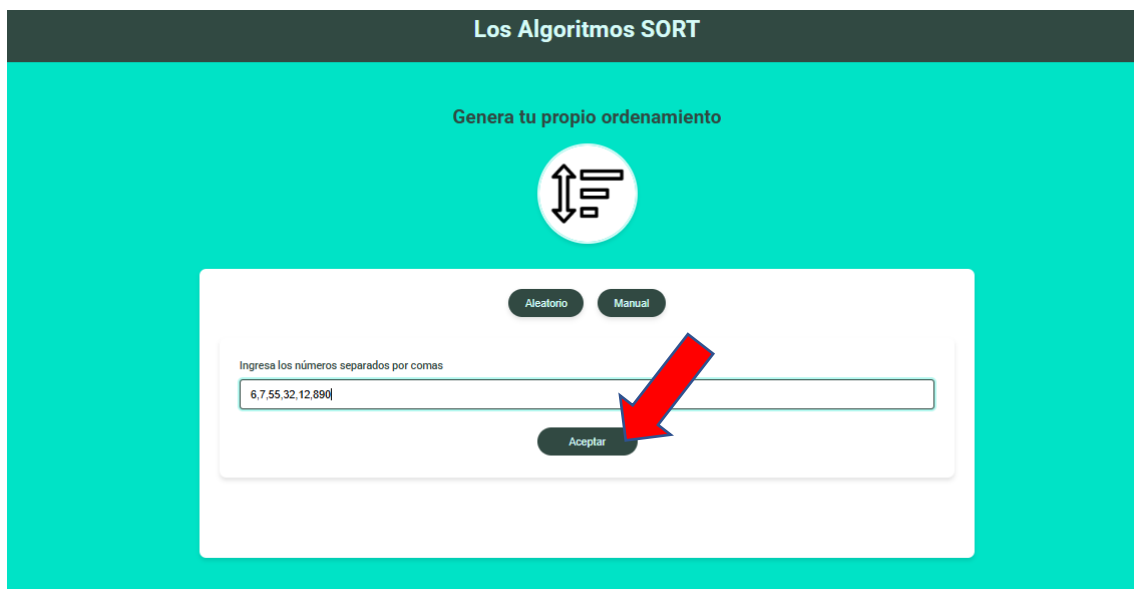 Los Algoritmos SORT
Genera tu propio ordenamiento
Aleatorio
Manual
Ingresa los números separados por comas
6,7,55,32,12,890
Aceptar